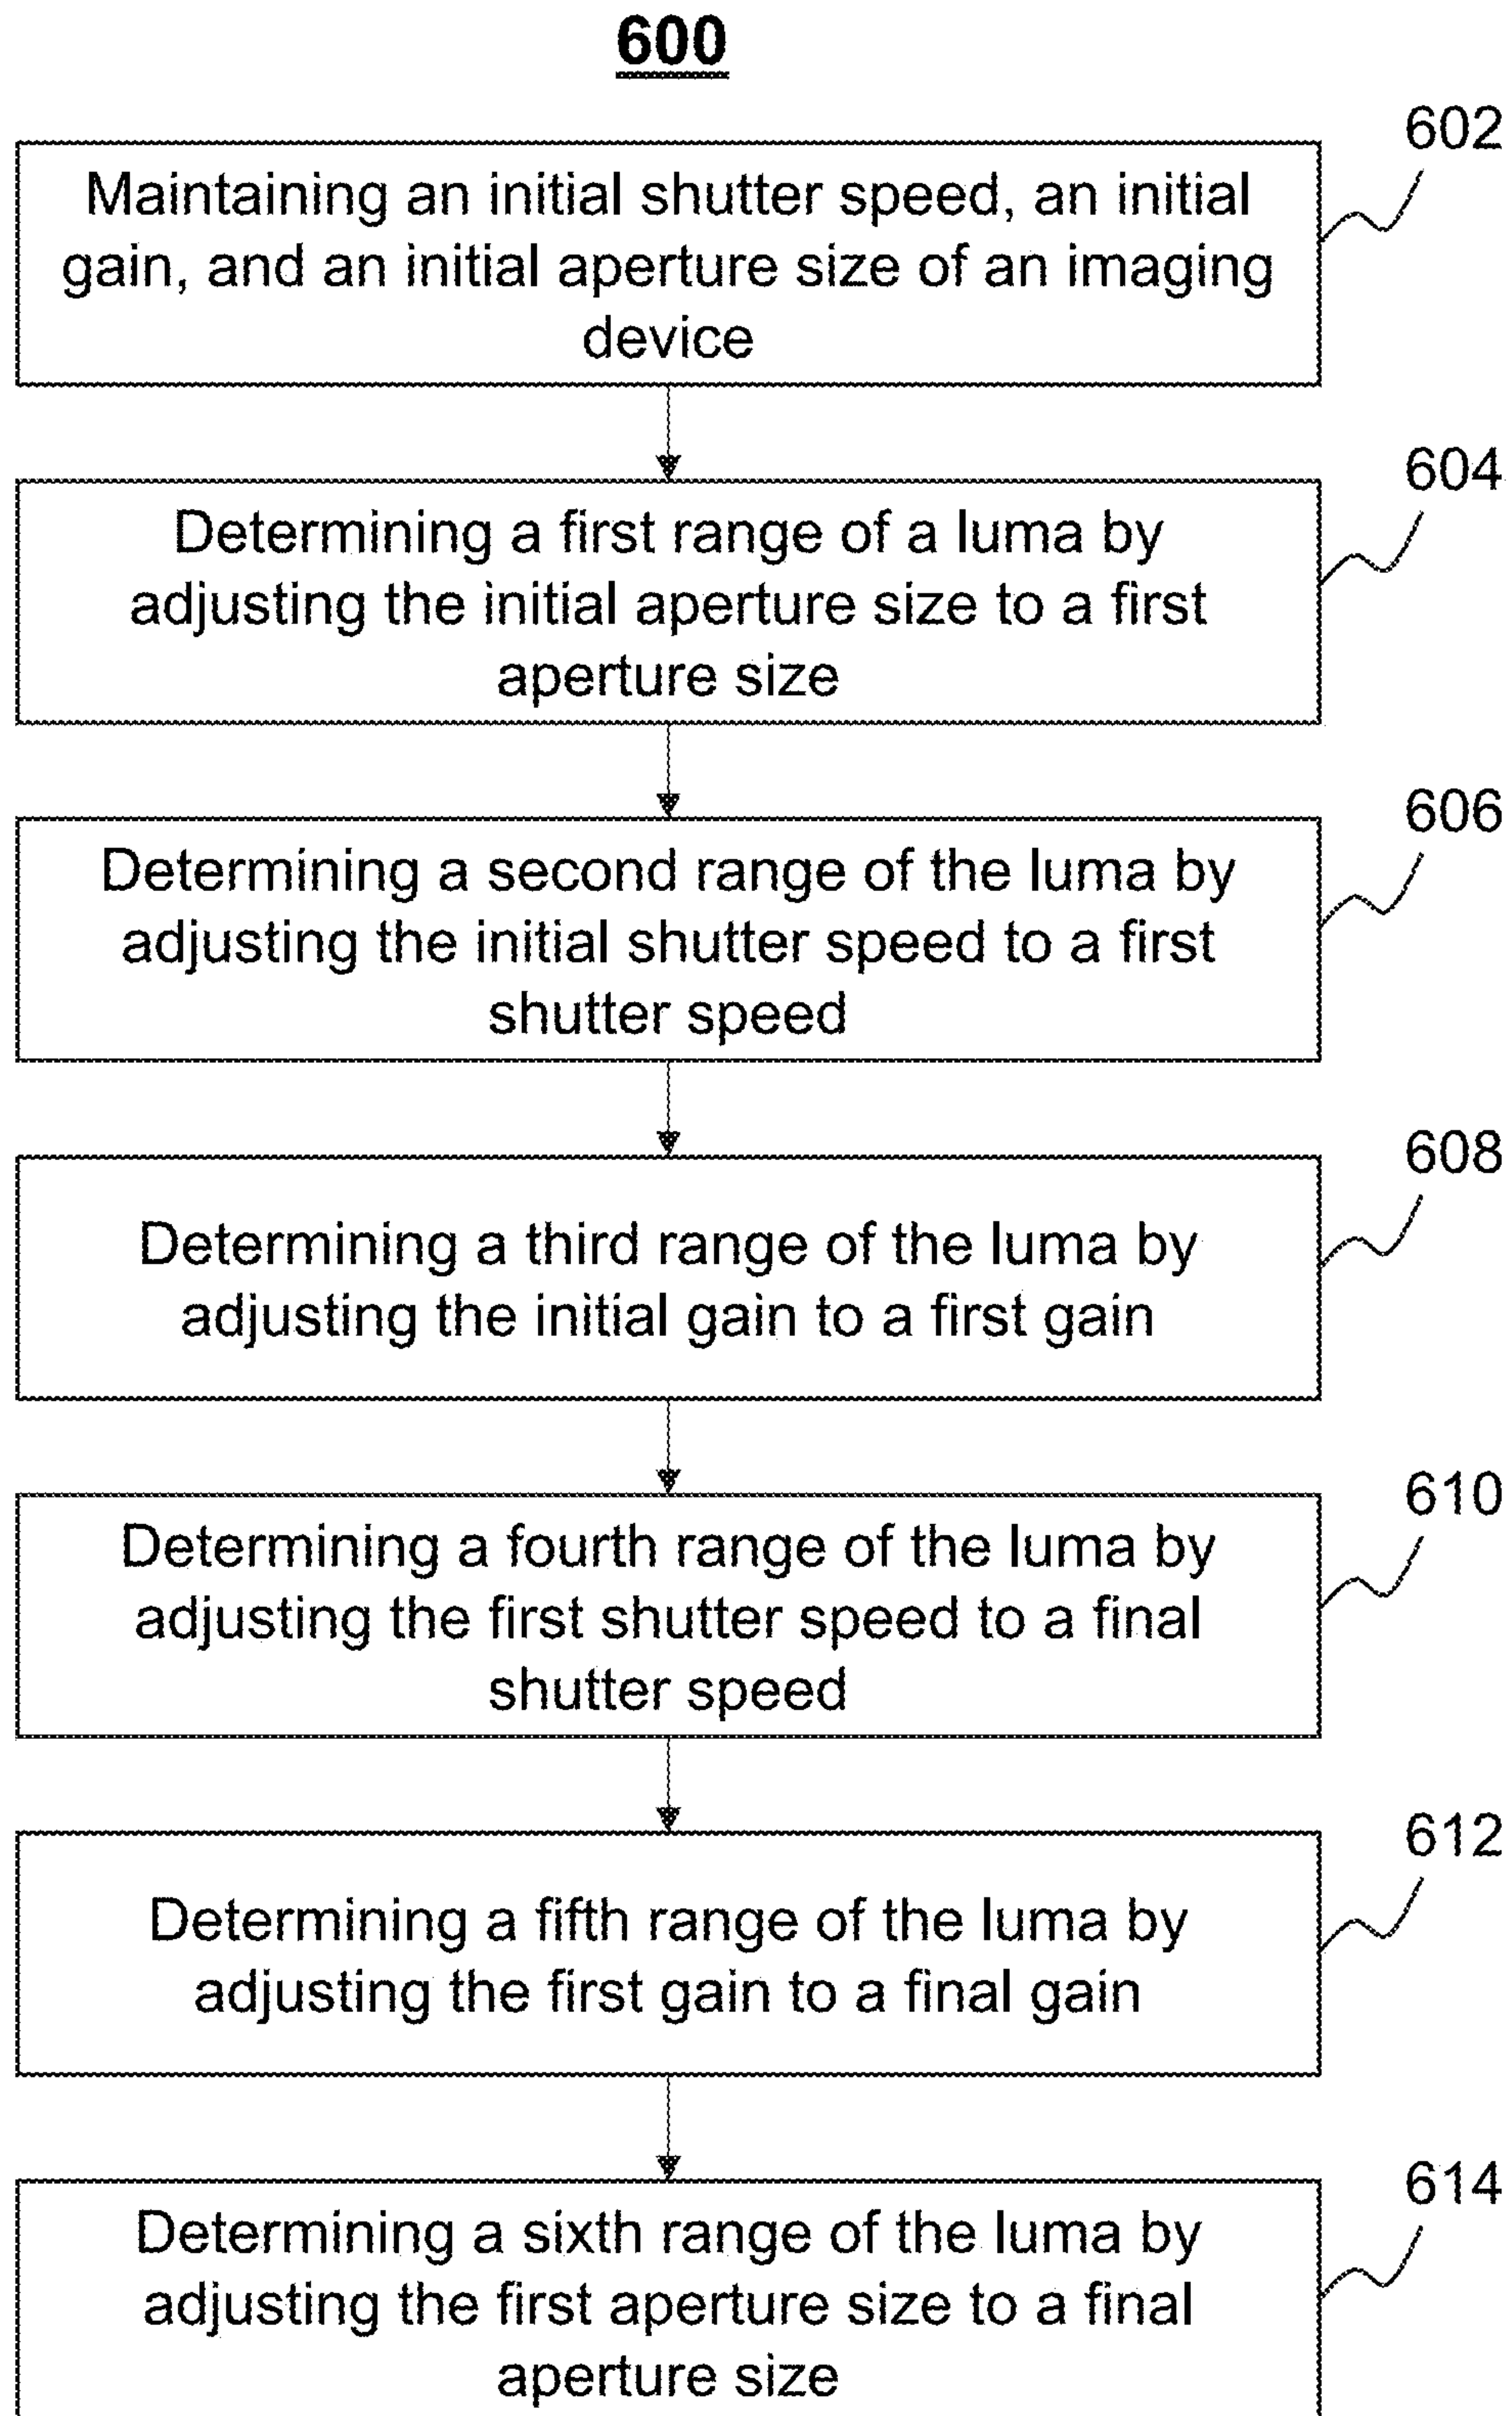 600
602
Maintaining an initial shutter speed, an initial
gain, and an initial aperture size of an imaging
device
604
Determining a first range of a luma by
adjusting the initial aperture size to a first
aperture size
606
Determining a second range of the luma by
adjusting the initial shutter speed to a first
shutter speed
608
Determining a third range of the luma by
adjusting the initial gain to a first gain
610
Determining a fourth range of the luma by
adjusting the first shutter speed to a final
shutter speed
612
Determining a fifth range of the luma by
adjusting the first gain to a final gain
614
Determining a sixth range of the luma by
adjusting the first aperture size to a final
aperture size